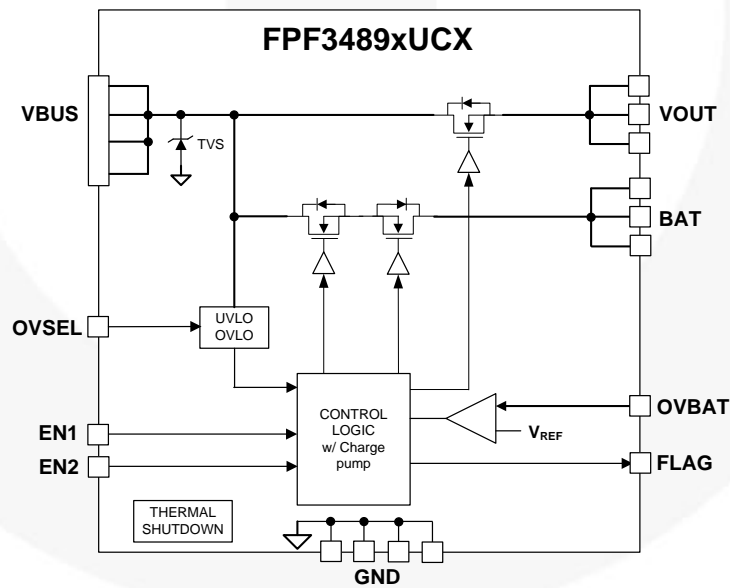 FPF3489xUCX
VBUS
TVS
VOUT
BAT
OVSEL
UVLO
OVLO
EN1
EN2
CONTROL
LOGIC
w/ Charge
pump
OVBAT
VREF
FLAG
THERMAL
SHUTDOWN
GND